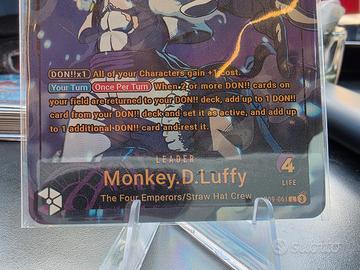 DON!!x1 All of your Characters gain +1 cost.
Your Turn Once Per Turn When 2 or more DON!! cards on
your field are returned to your DON!! deck, add up to 1 DON!!
card from your DON!! deck and set it as active, and add up
to 1 additional DON!! card and rest it.
LEADER
4
Monkey.D.Luffy
LIFE
The Four Emperors/Straw Hat Crew
09-061 L
subito